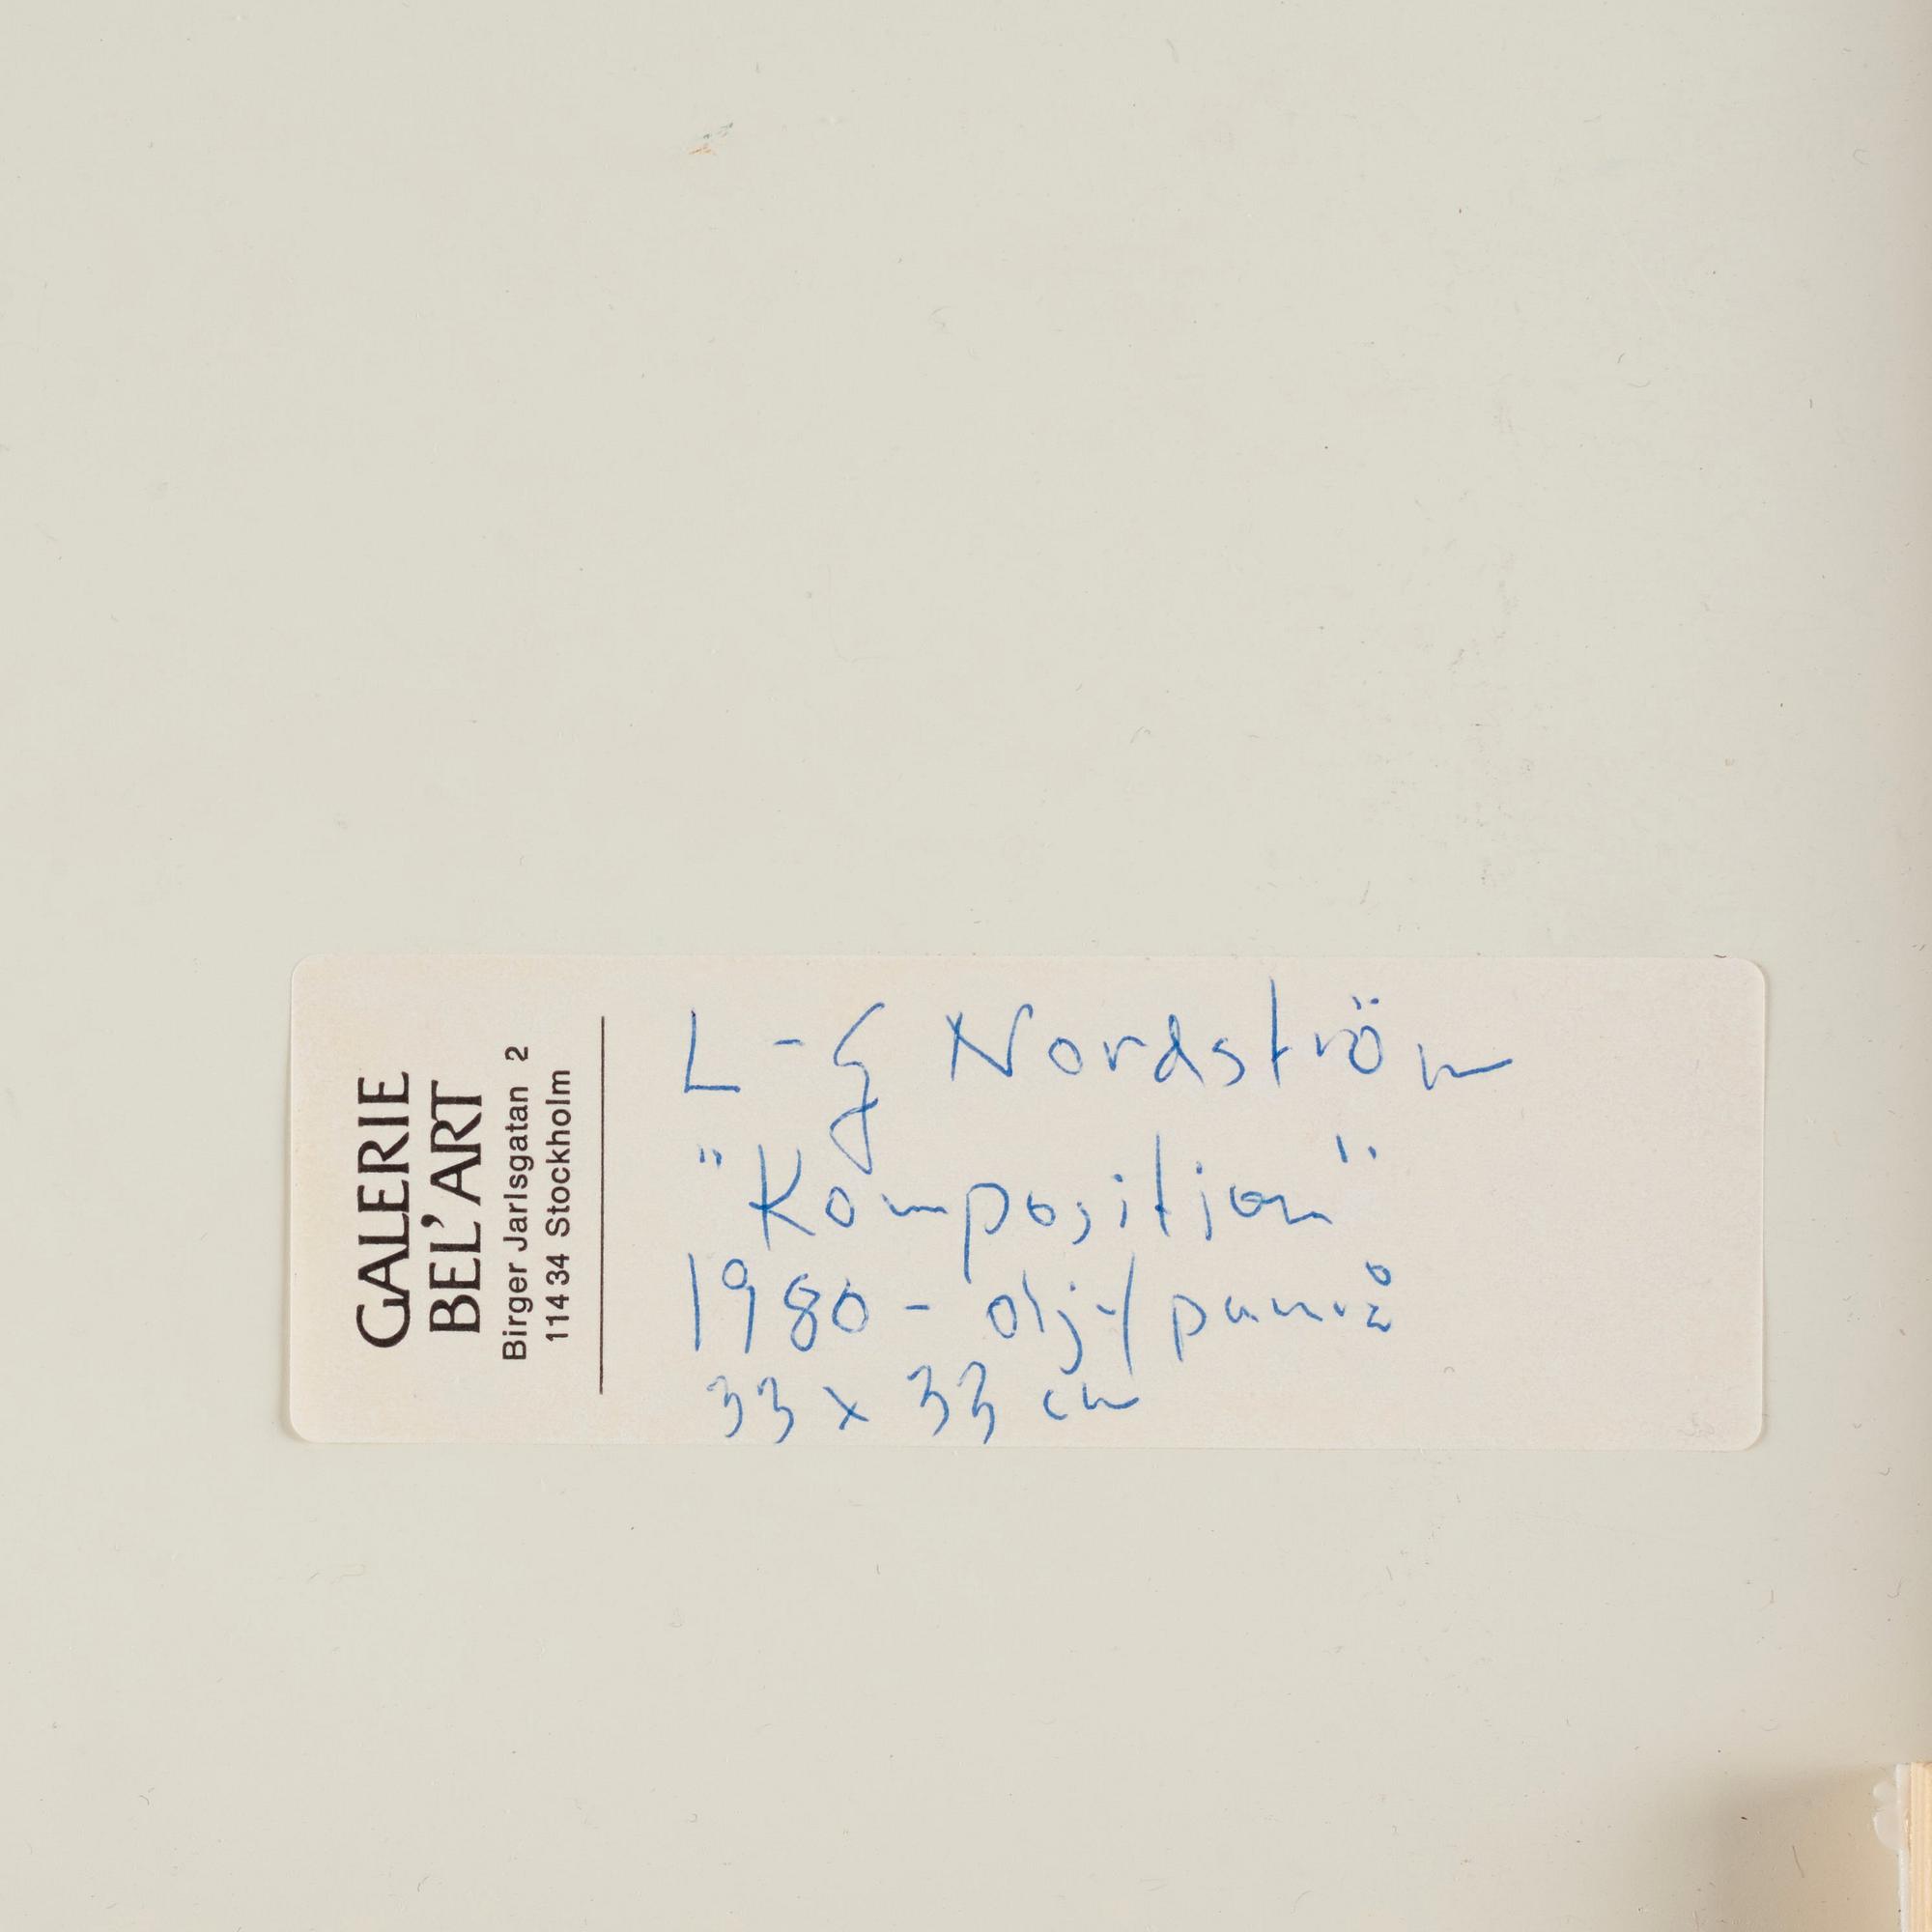 GALERIE
BEL'ART
Birger Jarlsgatan 2
114 34 Stockholm
L-G Nordström
"Komposition"
1980 - olja/pannå
33 x 33 cm